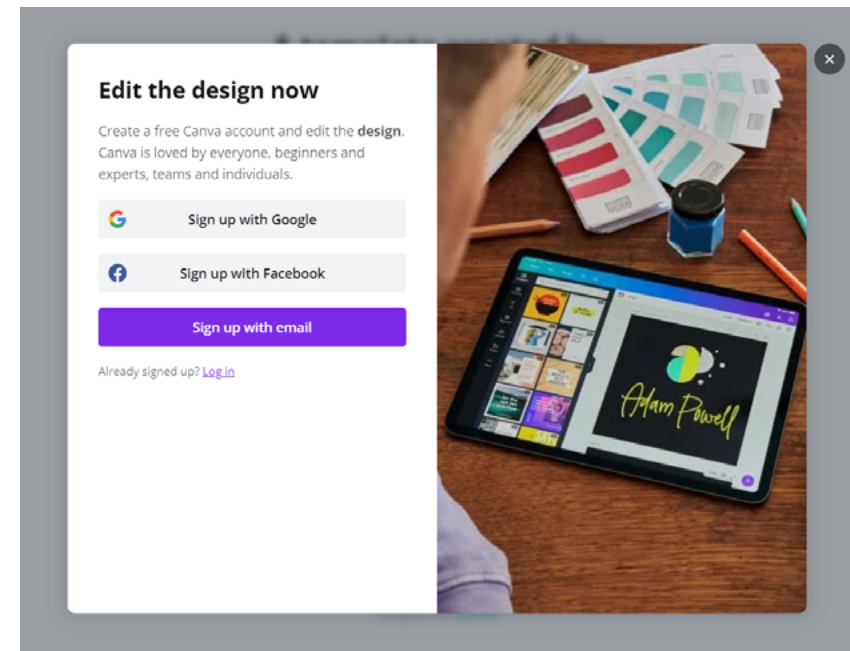 Edit the design now
Create a free Canva account and edit the design.
Canva is loved by everyone, beginners and
experts, teams and individuals.
Sign up with Google
Sign up with Facebook
Sign up with email
Already signed up? Log in
Adam Powell